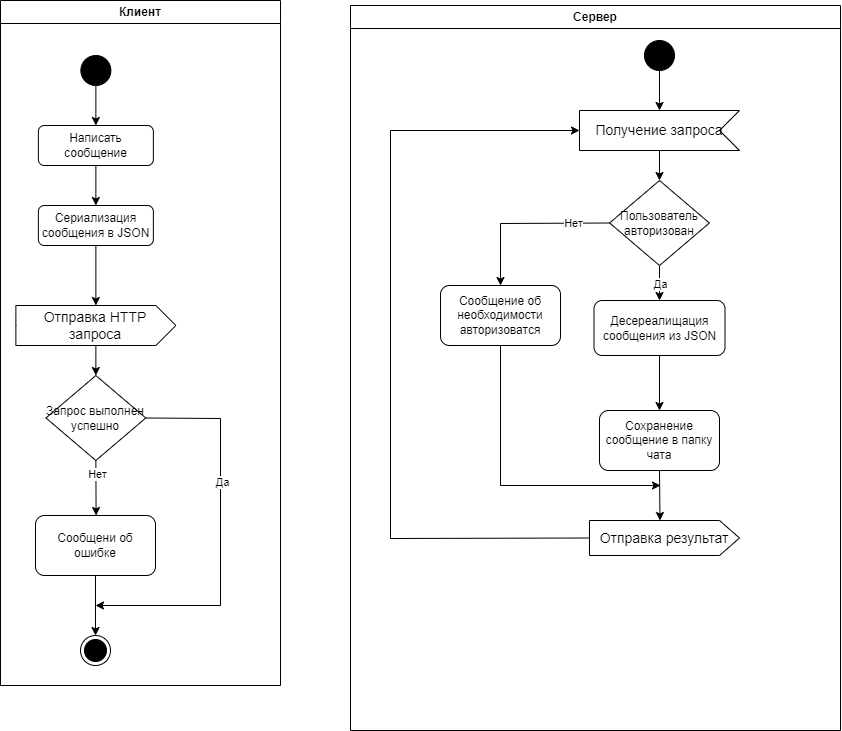 Клиент
Написать
сообщение
Сериализация
сообщения в JSON
Отправка HTTP
запроса
Запрос выполнен
успешно
Нет
Да
Сообщени об
ошибке
Сервер
Получение запроса
Пользователь
авторизован
Нет
Да
Сообщение об
необходимости
авторизоватся
Десереалищация
сообщения из JSON
Сохранение
сообщение в папку
чата
Отправка результат